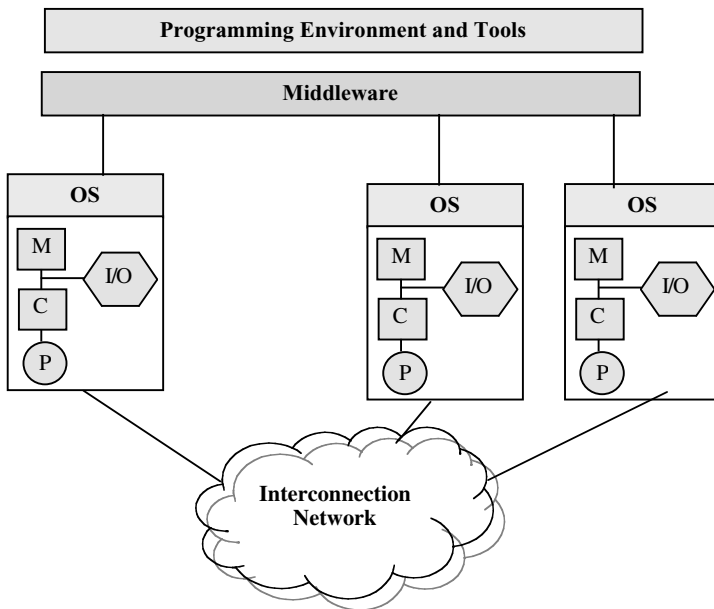 Programming Environment and Tools
Middleware
OS
M
I/O
C
P
OS
M
I/O
C
P
OS
M
I/O
C
P
Interconnection
Network